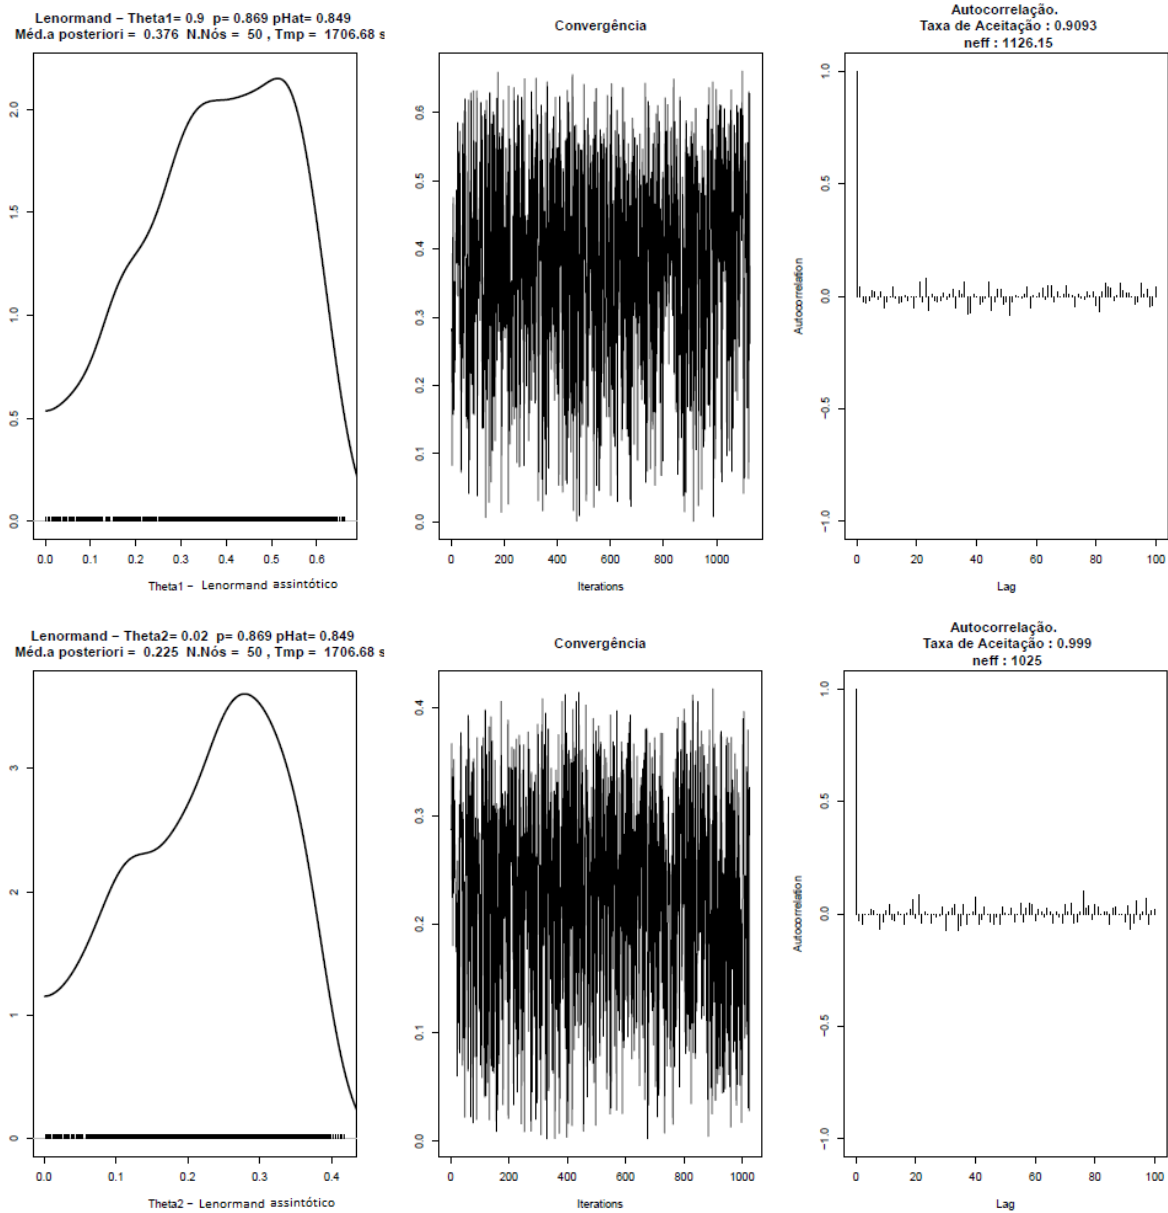 Lenormand – Theta1= 0.9 p= 0.869 pHat= 0.849
Méd.a posteriori = 0.376 N.Nós = 50 , Tmp = 1706.68 s
2.0
1.5
1.0
0.5
0.0
0.0 0.1 0.2 0.3 0.4 0.5 0.6
Theta1 – Lenormand assintótico
Convergência
0.6
0.5
0.4
0.3
0.2
0.1
0.0
0 200 400 600 800 1000
Iterations
Autocorrelação.
Taxa de Aceitação : 0.9093
neff : 1126.15
1.0
0.5
0.0
−0.5
−1.0
Autocorrelation
0 20 40 60 80 100
Lag
Lenormand – Theta2= 0.02 p= 0.869 pHat= 0.849
Méd.a posteriori = 0.225 N.Nós = 50 , Tmp = 1706.68 s
3
2
1
0
0.0 0.1 0.2 0.3 0.4
Theta2 – Lenormand assintótico
Convergência
0.4
0.3
0.2
0.1
0.0
0 200 400 600 800 1000
Iterations
Autocorrelação.
Taxa de Aceitação : 0.999
neff : 1025
1.0
0.5
0.0
−0.5
−1.0
Autocorrelation
0 20 40 60 80 100
Lag